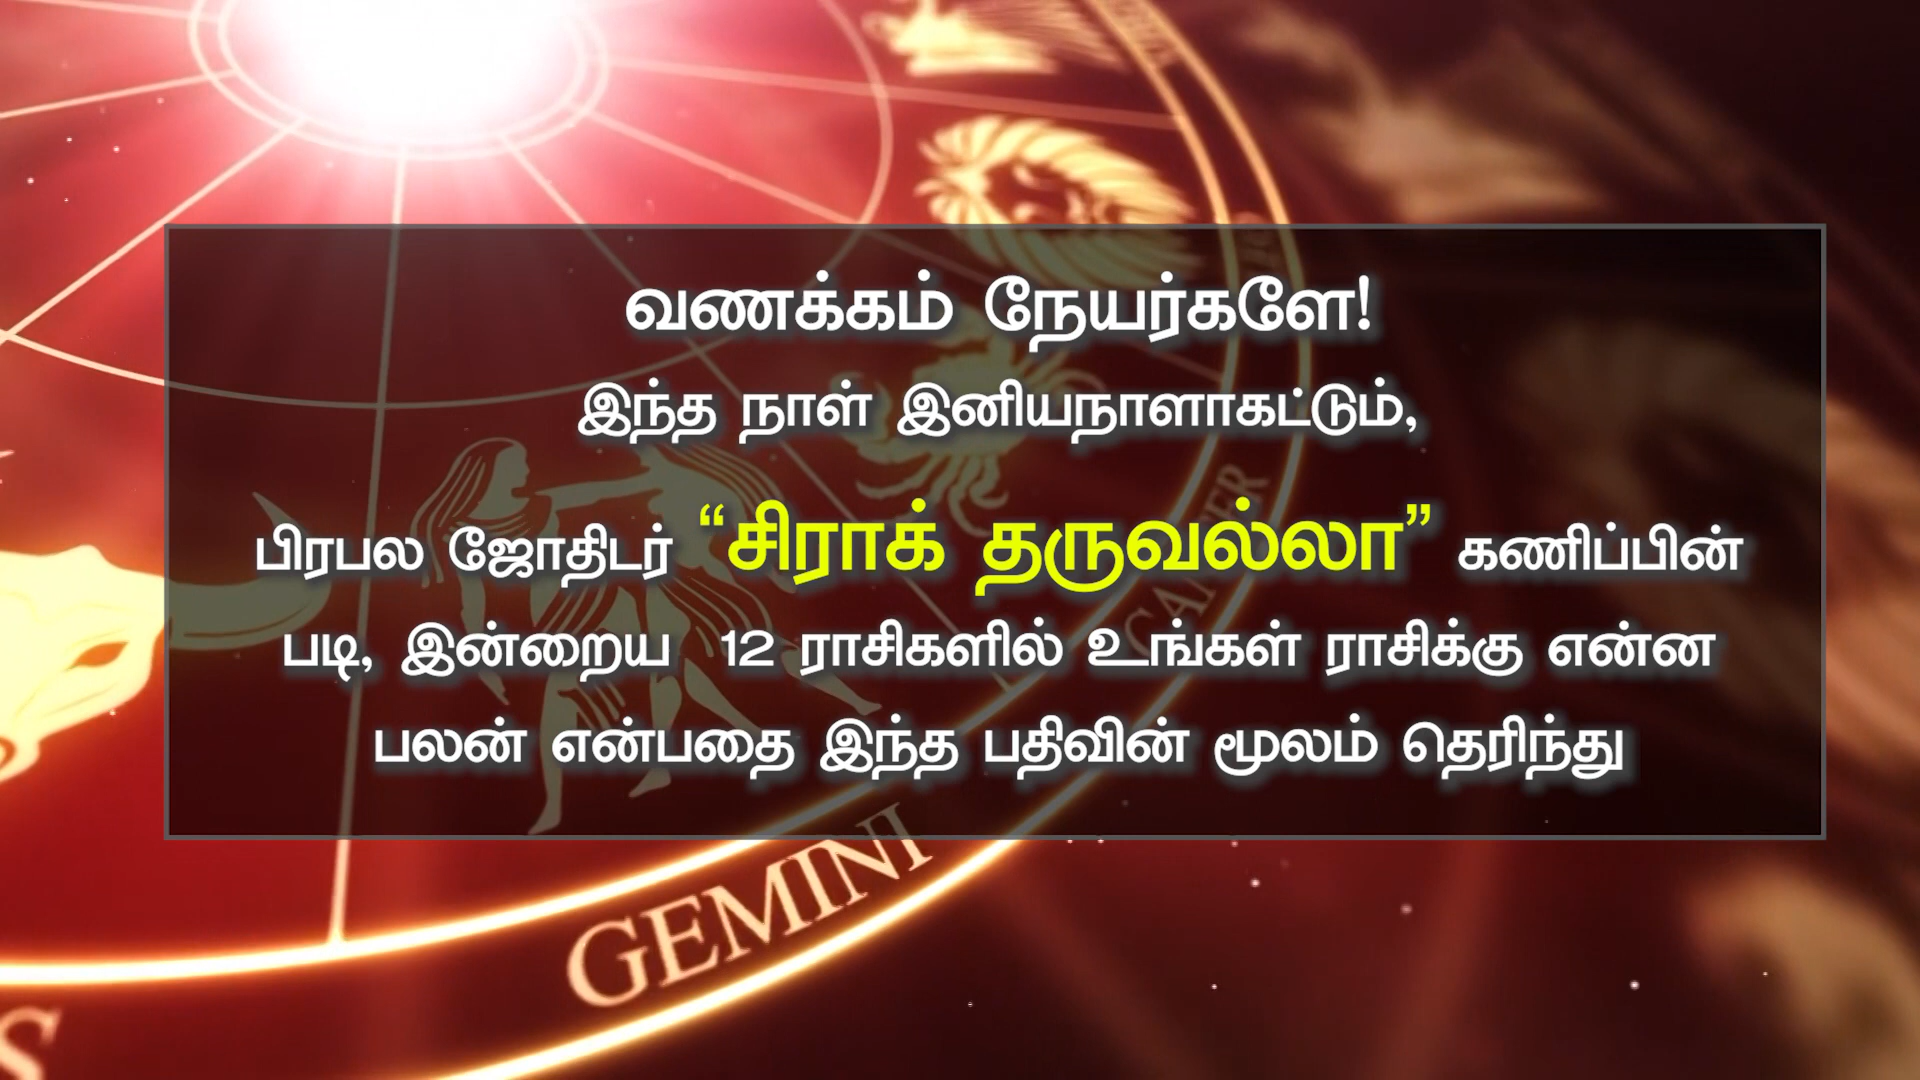 வணக்கம் நேயர்களே!
இந்த நாள் இனியநாளாகட்டும்,
பிரபல ஜோதிடர் “சிராக் தருவல்லா” கணிப்பின்
படி, இன்றைய 12 ராசிகளில் உங்கள் ராசிக்கு என்ன
பலன் என்பதை இந்த பதிவின் மூலம் தெரிந்து
CANCER
GEMINI